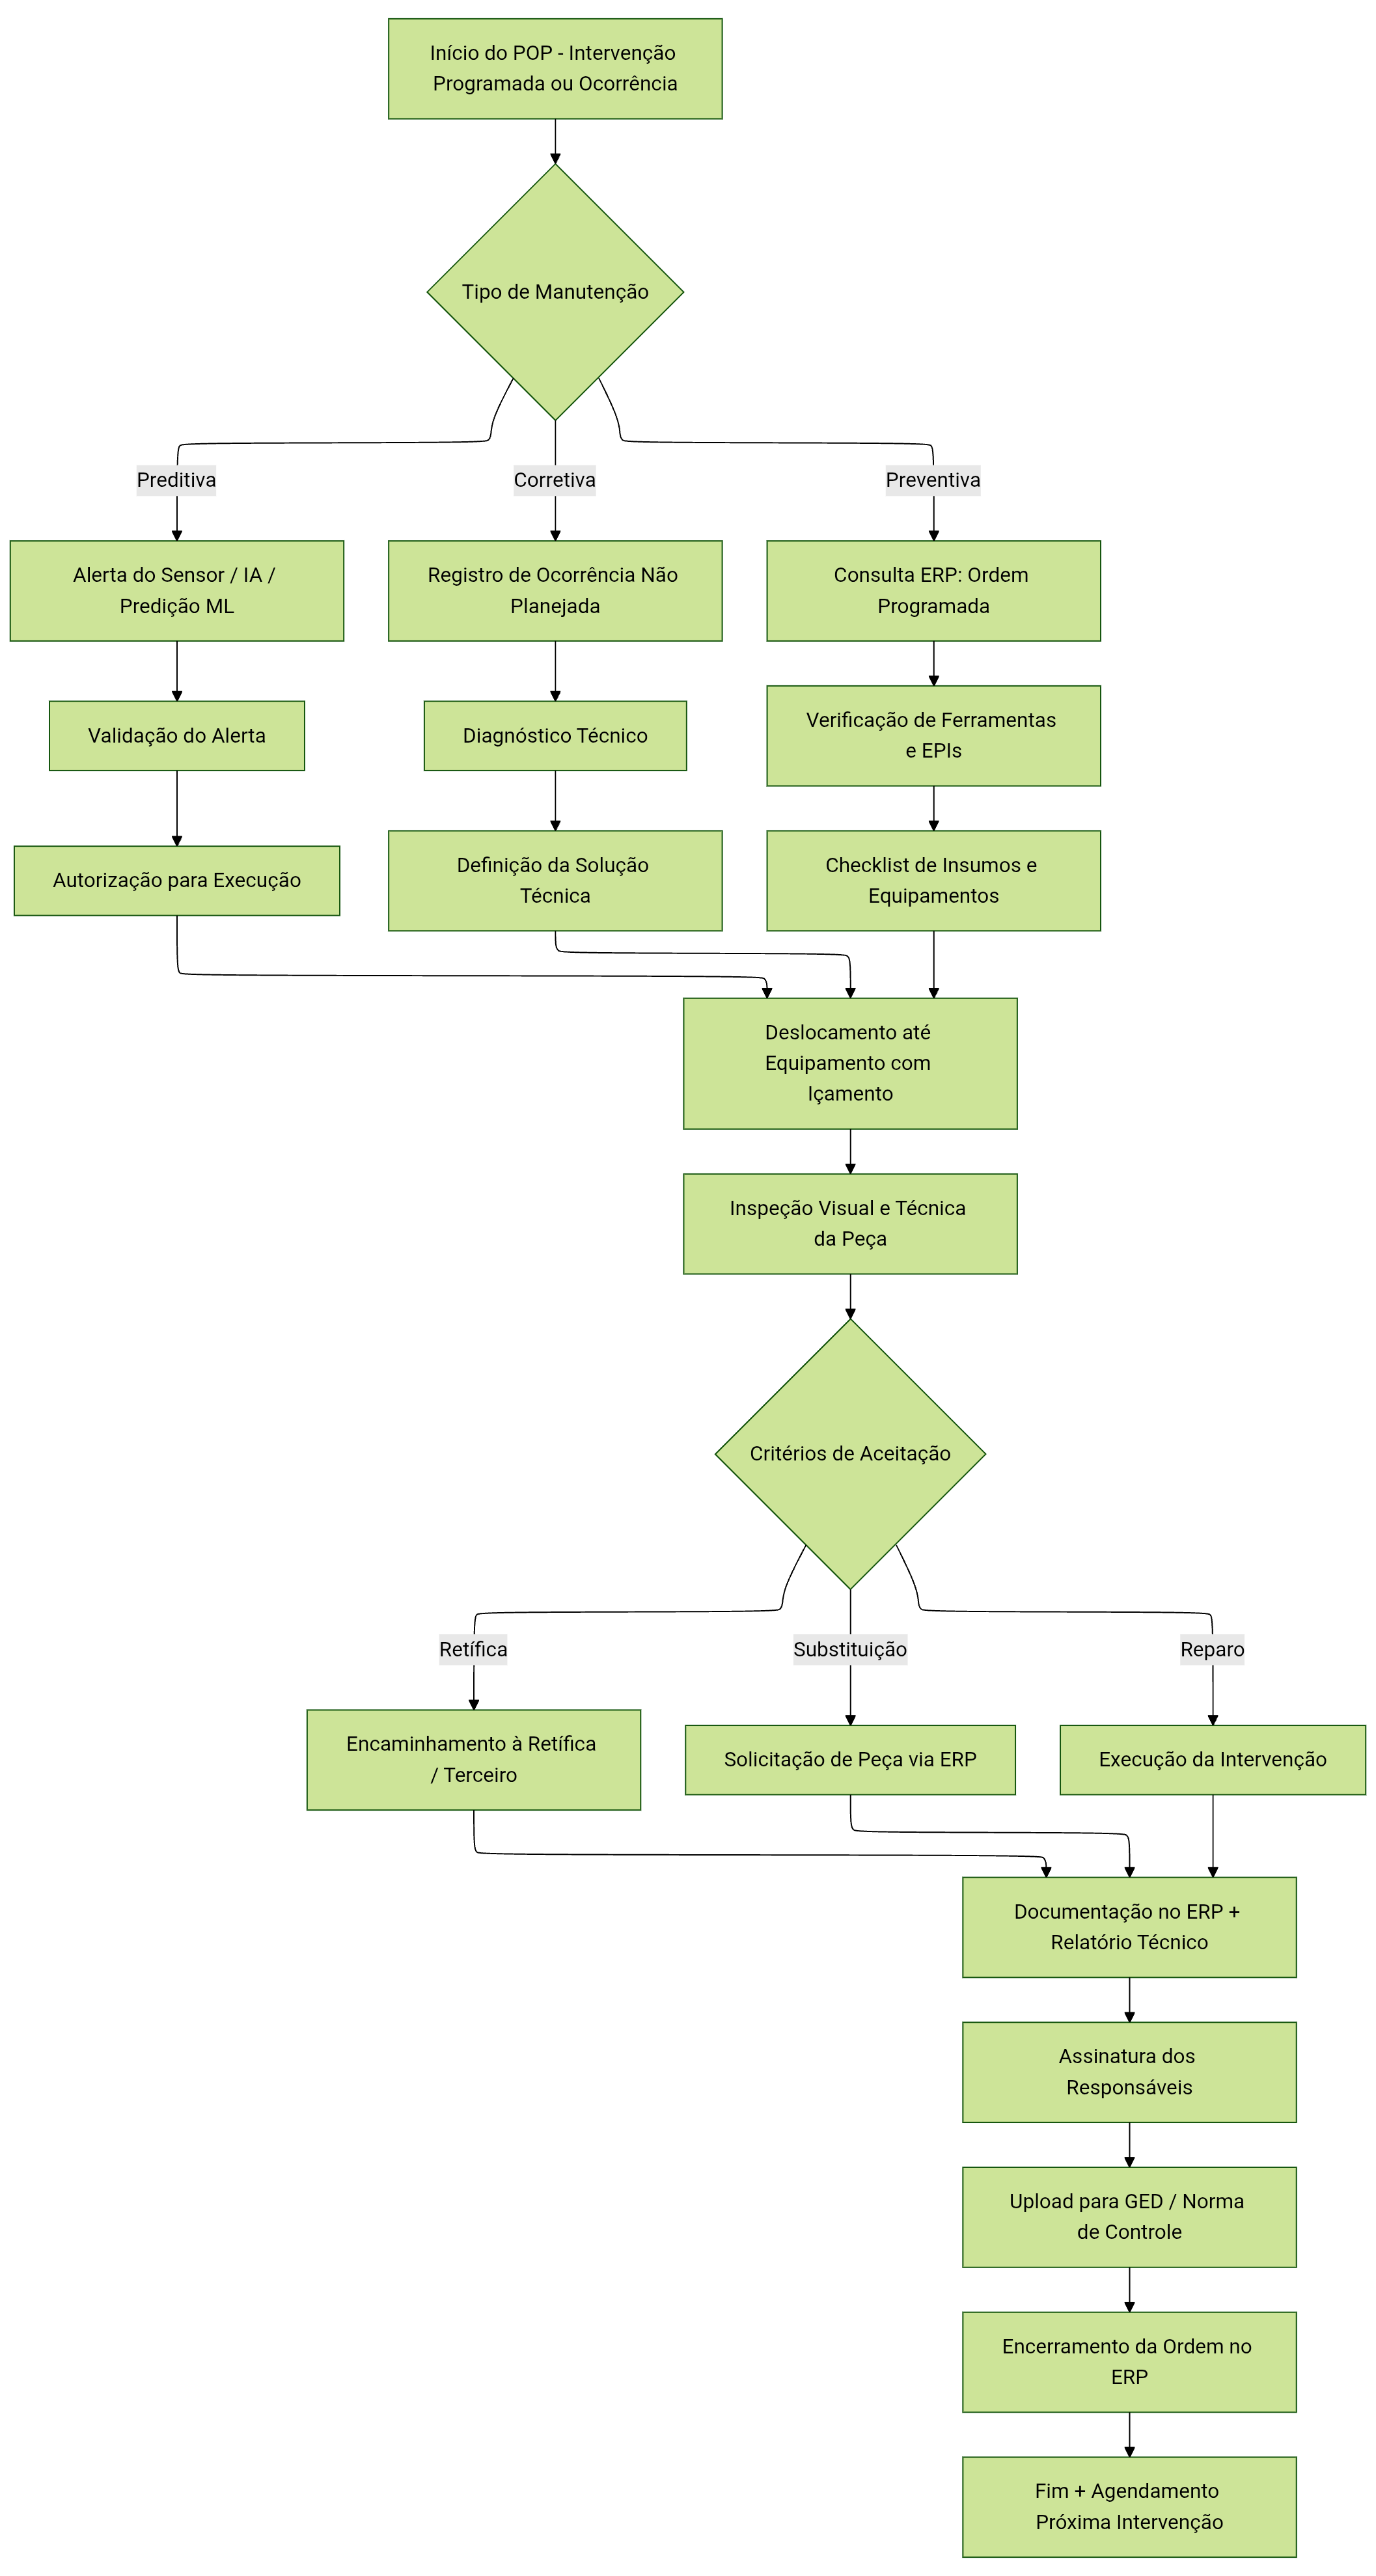 Início do POP - Intervenção
Programada ou Ocorrência
Tipo de Manutenção
Preditiva
Corretiva
Preventiva
Alerta do Sensor / IA /
Predição ML
Registro de Ocorrência Não
Planejada
Consulta ERP: Ordem
Programada
Validação do Alerta
Diagnóstico Técnico
Verificação de Ferramentas
e EPIs
Autorização para Execução
Definição da Solução
Técnica
Checklist de Insumos e
Equipamentos
Deslocamento até
Equipamento com
Içamento
Inspeção Visual e Técnica
da Peça
Critérios de Aceitação
Retífica
Substituição
Reparo
Encaminhamento à Retífica
/ Terceiro
Solicitação de Peça via ERP
Execução da Intervenção
Documentação no ERP +
Relatório Técnico
Assinatura dos
Responsáveis
Upload para GED / Norma
de Controle
Encerramento da Ordem no
ERP
Fim + Agendamento
Próxima Intervenção